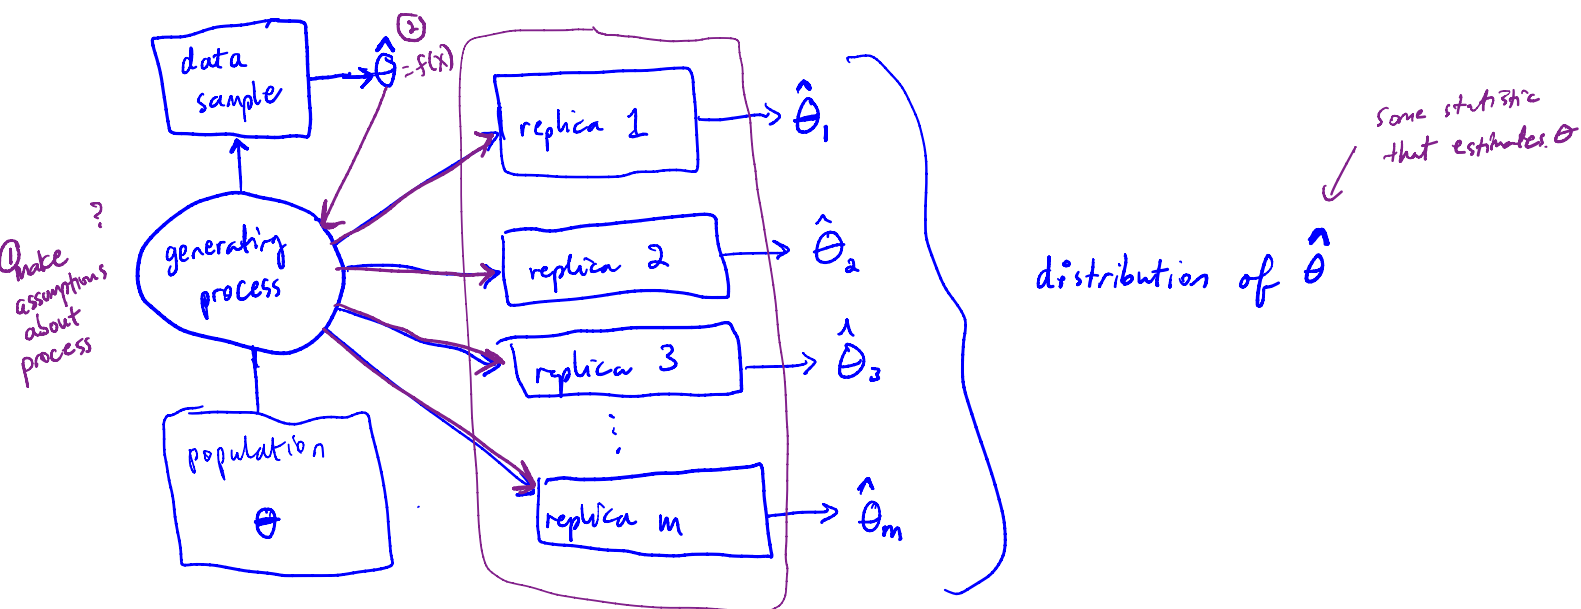 data
sample
θ̂ = f(x)
②
generating
process
?
① make
assumptions
about
process
population
θ
replica 1
θ̂₁
replica 2
θ̂₂
replica 3
θ̂₃
⋮
replica m
θ̂ₘ
distribution of θ̂
some statistic
that estimates θ